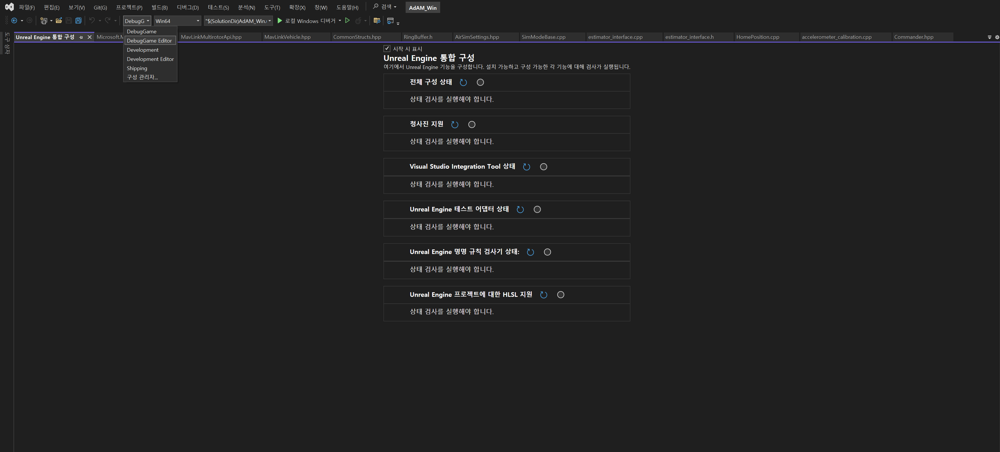 파일(F) 편집(E) 보기(V) Git(G) 프로젝트(P) 빌드(B) 디버그(D) 테스트(S) 분석(N) 도구(T) 확장(X) 창(W) 도움말(H) 검색 AdAM_Win
DebugG Win64 "$(SolutionDir)AdAM_Win. 로컬 Windows 디버거
DebugGame
DebugGame Editor
Development
Development Editor
Shipping
구성 관리자...
도구 상자
Unreal Engine 통합 구성 Microsoft.M MavLinkMultirotorApi.hpp MavLinkVehicle.hpp CommonStructs.hpp RingBuffer.h AirSimSettings.hpp SimModeBase.cpp estimator_interface.cpp estimator_interface.h HomePosition.cpp accelerometer_calibration.cpp Commander.hpp
시작 시 표시
Unreal Engine 통합 구성
여기에서 Unreal Engine 기능을 구성합니다. 설치 가능하고 구성 가능한 각 기능에 대해 검사가 실행됩니다.
전체 구성 상태
상태 검사를 실행해야 합니다.
청사진 지원
상태 검사를 실행해야 합니다.
Visual Studio Integration Tool 상태
상태 검사를 실행해야 합니다.
Unreal Engine 테스트 어댑터 상태
상태 검사를 실행해야 합니다.
Unreal Engine 명명 규칙 검사기 상태:
상태 검사를 실행해야 합니다.
Unreal Engine 프로젝트에 대한 HLSL 지원
상태 검사를 실행해야 합니다.